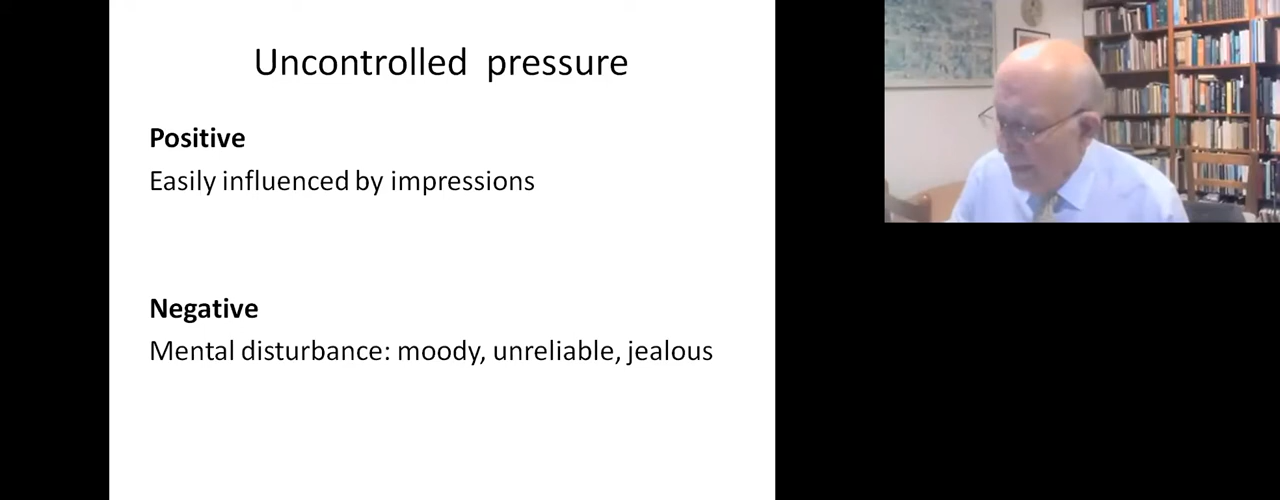 Uncontrolled pressure
Positive
Easily influenced by impressions
Negative
Mental disturbance: moody, unreliable, jealous